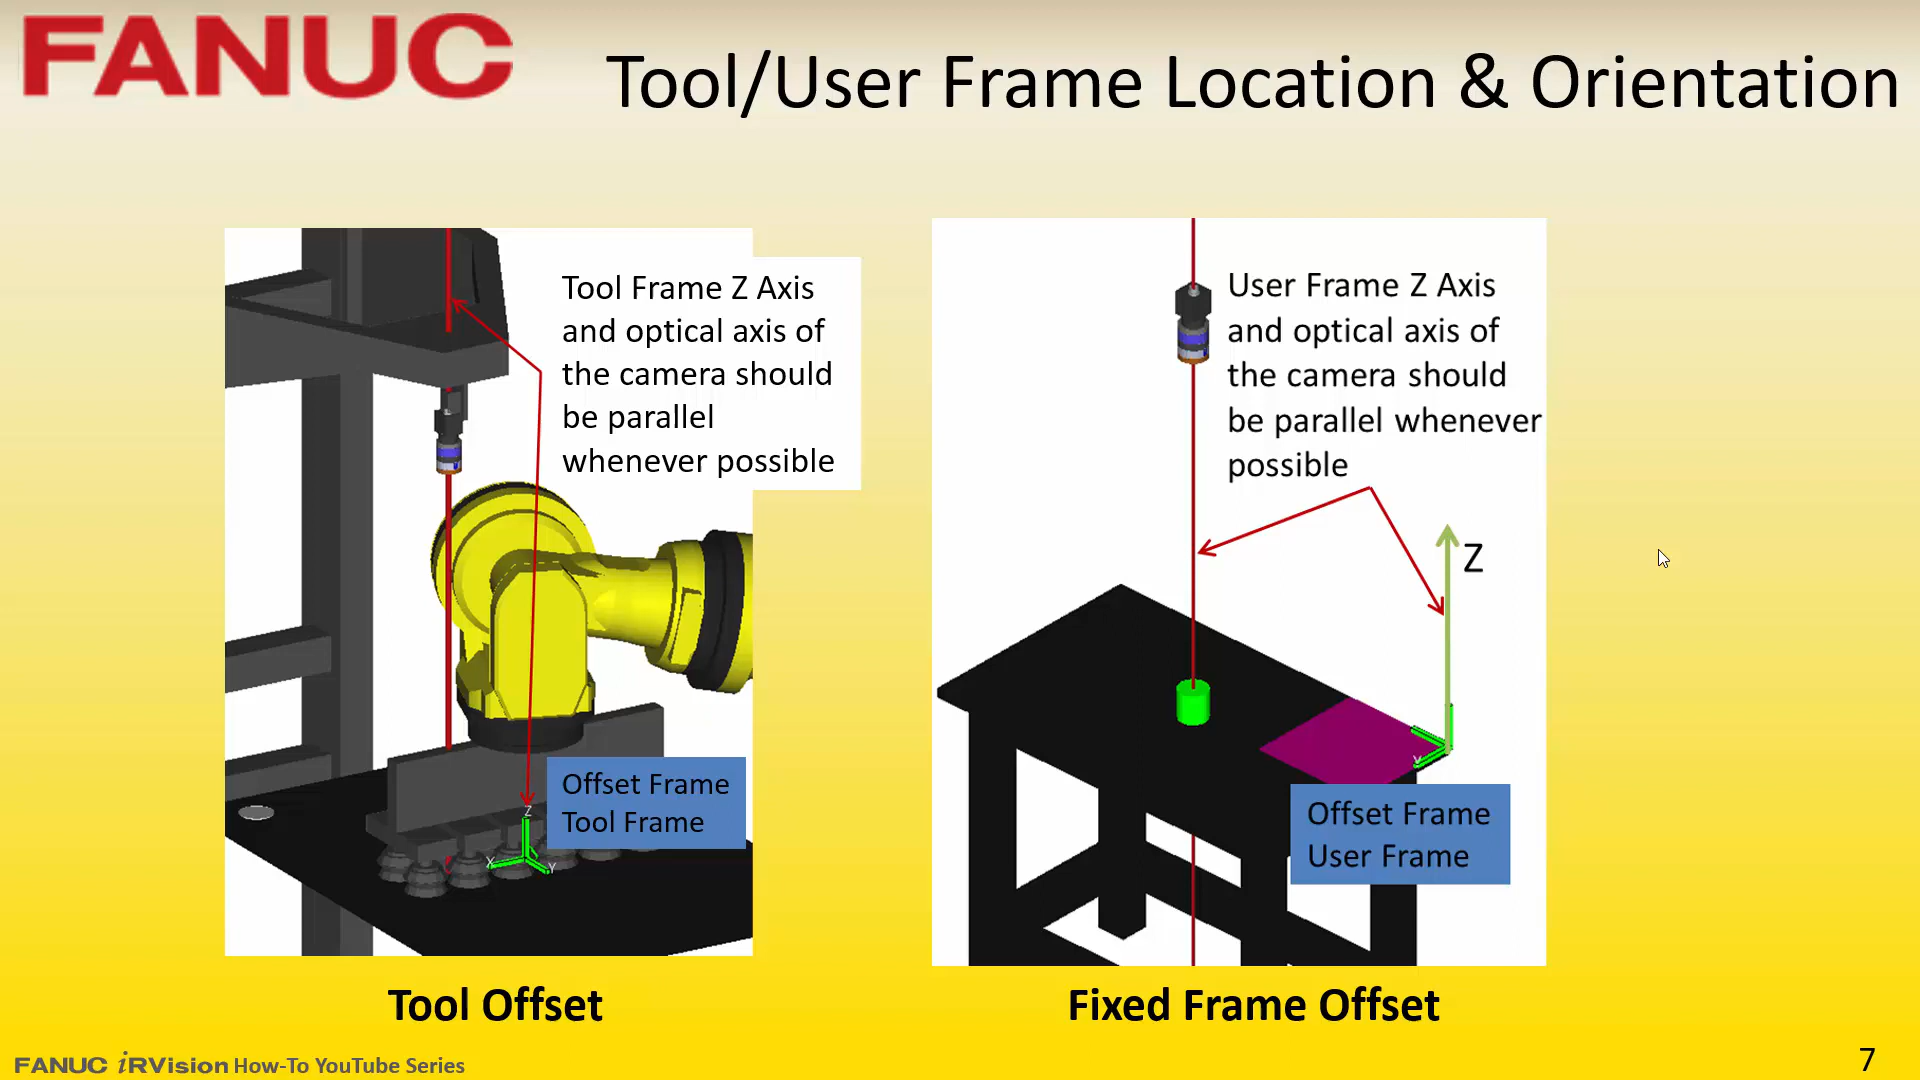 FANUC
Tool/User Frame Location & Orientation
Tool Frame Z Axis
and optical axis of
the camera should
be parallel
whenever possible
Offset Frame
Tool Frame
Z
X
Y
Tool Offset
User Frame Z Axis
and optical axis of
the camera should
be parallel whenever
possible
Z
Y
Offset Frame
User Frame
Fixed Frame Offset
FANUC iRVision How-To YouTube Series
7